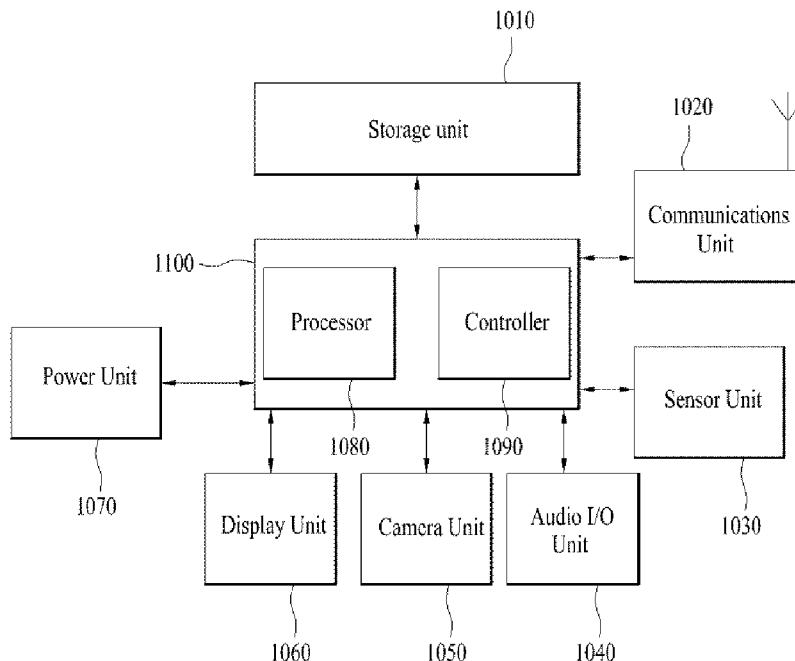 1010
Storage unit
1020
Communications
Unit
1100
Processor
Controller
Power Unit
Sensor Unit
1080
1090
1070
1030
Display Unit
Camera Unit
Audio I/O
Unit
1060
1050
1040